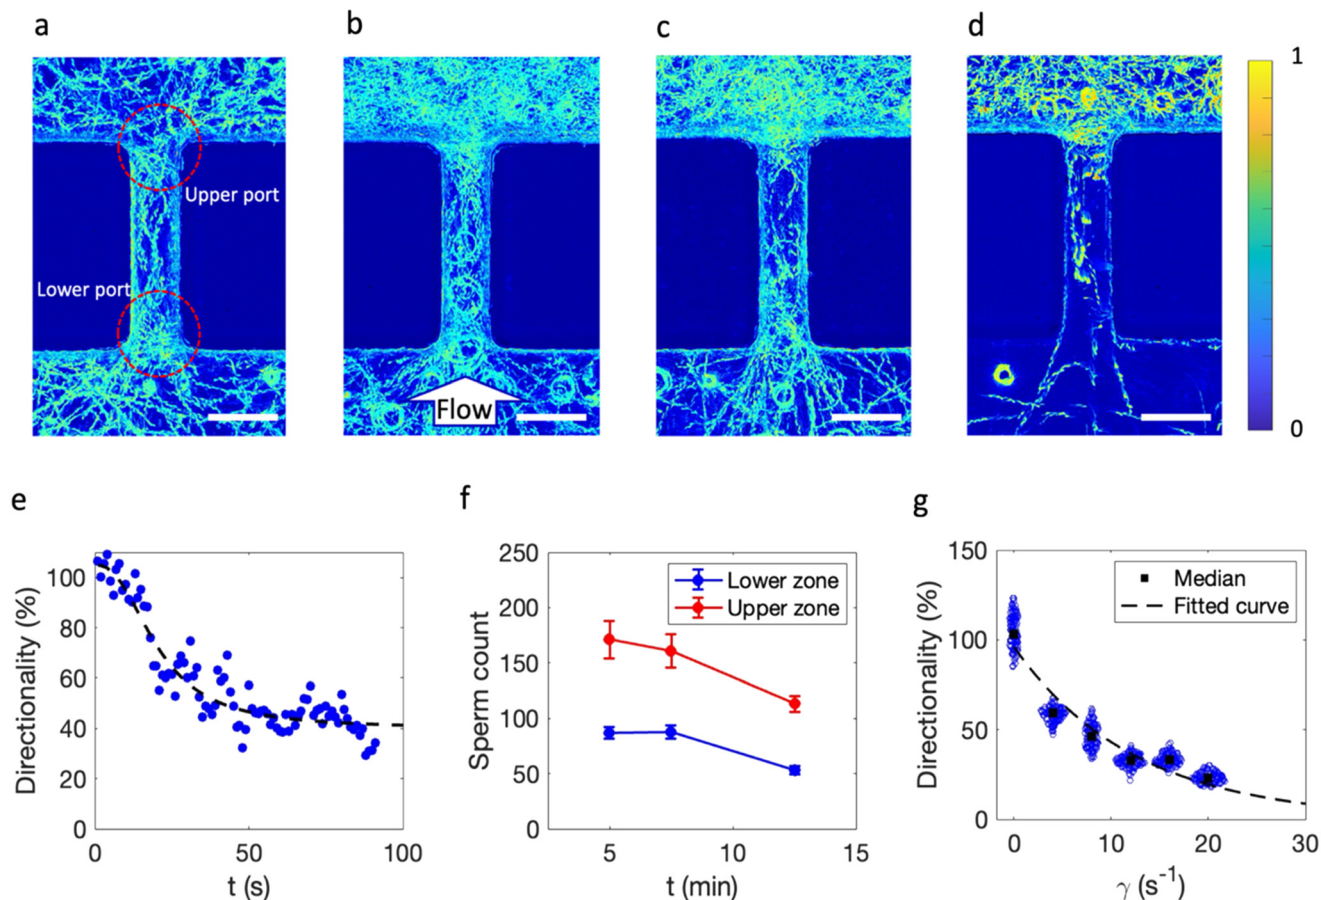 a
b
c
d
Upper port
Lower port
Flow
1
0
e
f
g
Directionality (%)
100
80
60
40
20
0
0
50
100
t (s)
Sperm count
250
200
150
100
50
0
5
10
15
t (min)
Lower zone
Upper zone
Directionality (%)
150
100
50
0
0
10
20
30
γ (s-1)
Median
Fitted curve